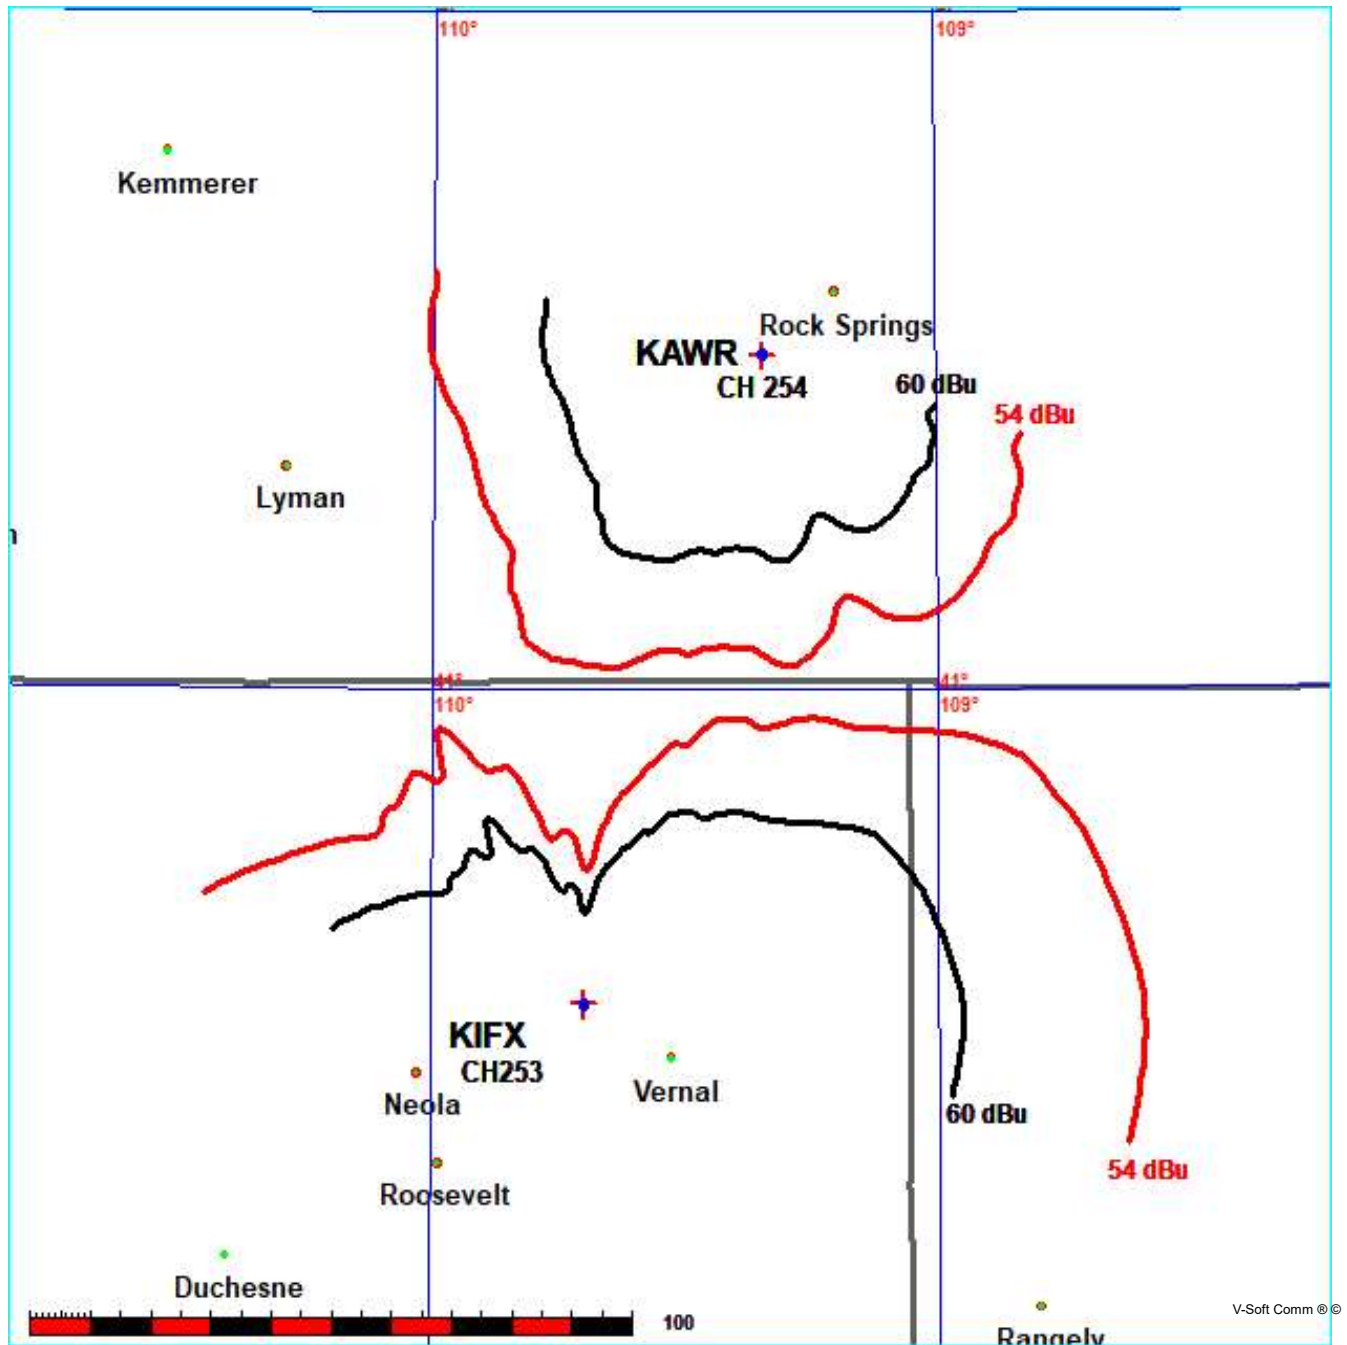 110°
109°
Kemmerer
Rock Springs
KAWR
CH 254
60 dBu
54 dBu
Lyman
41°
41°
110°
109°
KIFX
CH253
Neola
Vernal
60 dBu
54 dBu
Roosevelt
Duchesne
100
V-Soft Comm ® ©
Rangely